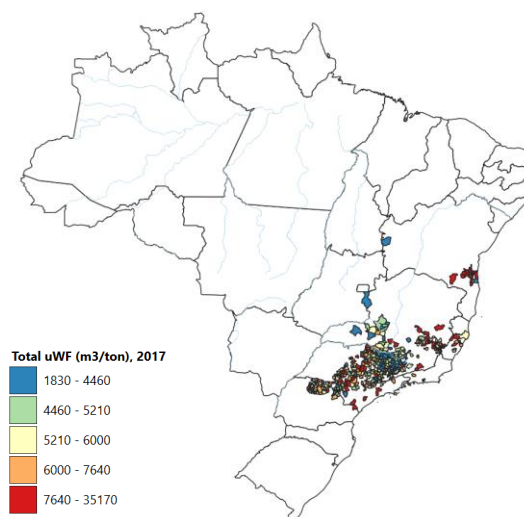 Total uWF (m3/ton), 2017
1830 - 4460
4460 - 5210
5210 - 6000
6000 - 7640
7640 - 35170